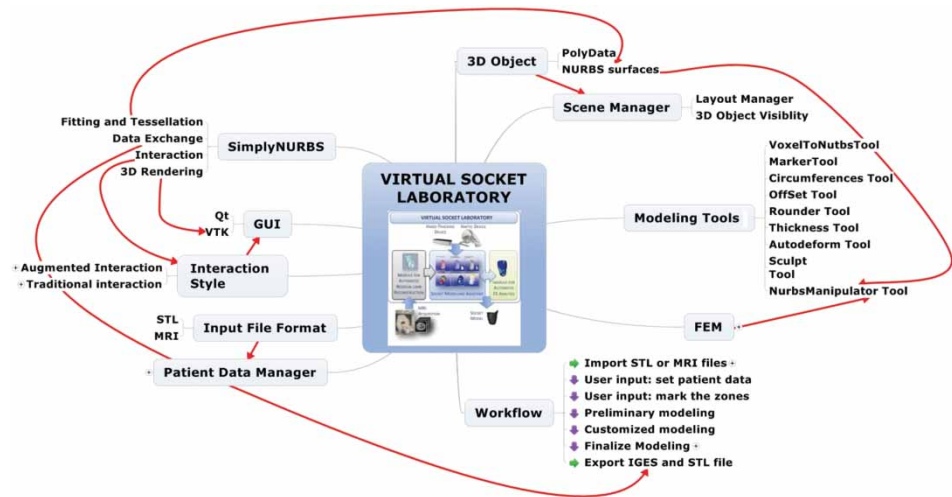 3D Object
PolyData
NURBS surfaces
Scene Manager
Layout Manager
3D Object Visiblity
Fitting and Tessellation
Data Exchange
Interaction
3D Rendering
SimplyNURBS
VIRTUAL SOCKET
LABORATORY
VIRTUAL SOCKET LABORATORY
VoxelToNutbsTool
MarkerTool
Circumferences Tool
OffSet Tool
Rounder Tool
Thickness Tool
Autodeform Tool
Sculpt
Tool
NurbsManipulator Tool
Modeling Tools
Qt
VTK
GUI
Augmented Interaction
Traditional interaction
Interaction
Style
STL
MRI
Input File Format
Patient Data Manager
FEM
Workflow
Import STL or MRI files
User input: set patient data
User input: mark the zones
Preliminary modeling
Customized modeling
Finalize Modeling
Export IGES and STL file